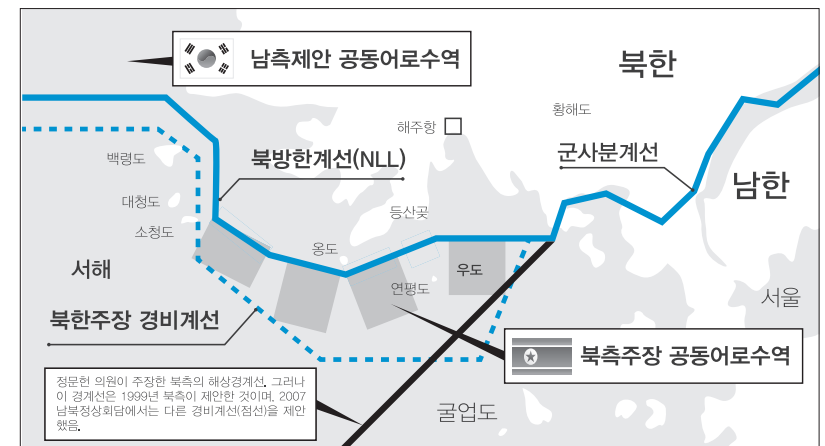 남측제안 공동어로수역
북한
황해도
해주항
북방한계선(NLL)
군사분계선
백령도
남한
대청도
등산곶
소청도
옹도
우도
서해
연평도
서울
북한주장 경비계선
북측주장 공동어로수역
정문헌 의원이 주장한 북측의 해상경계선. 그러나
이 경계선은 1999년 북측이 제안한 것이며, 2007
남북정상회담에서는 다른 경비계선(점선)을 제안
했음.
굴업도